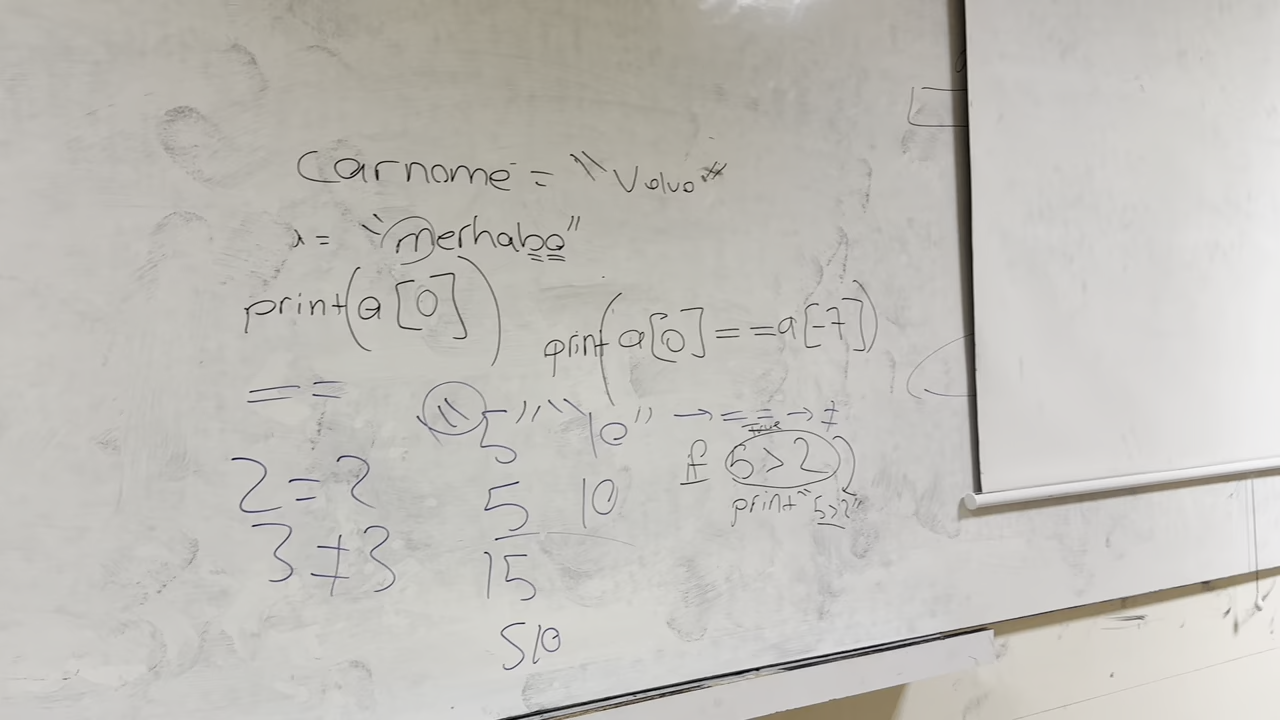 Carname = "Volvo"
a = "merhaba"
print(a[0])
print(a[0]==a[-7])
==
"5" "10" → == → ≠
True
if 5>2)
print "5>2"
2=2
5 10
3≠3
15
510